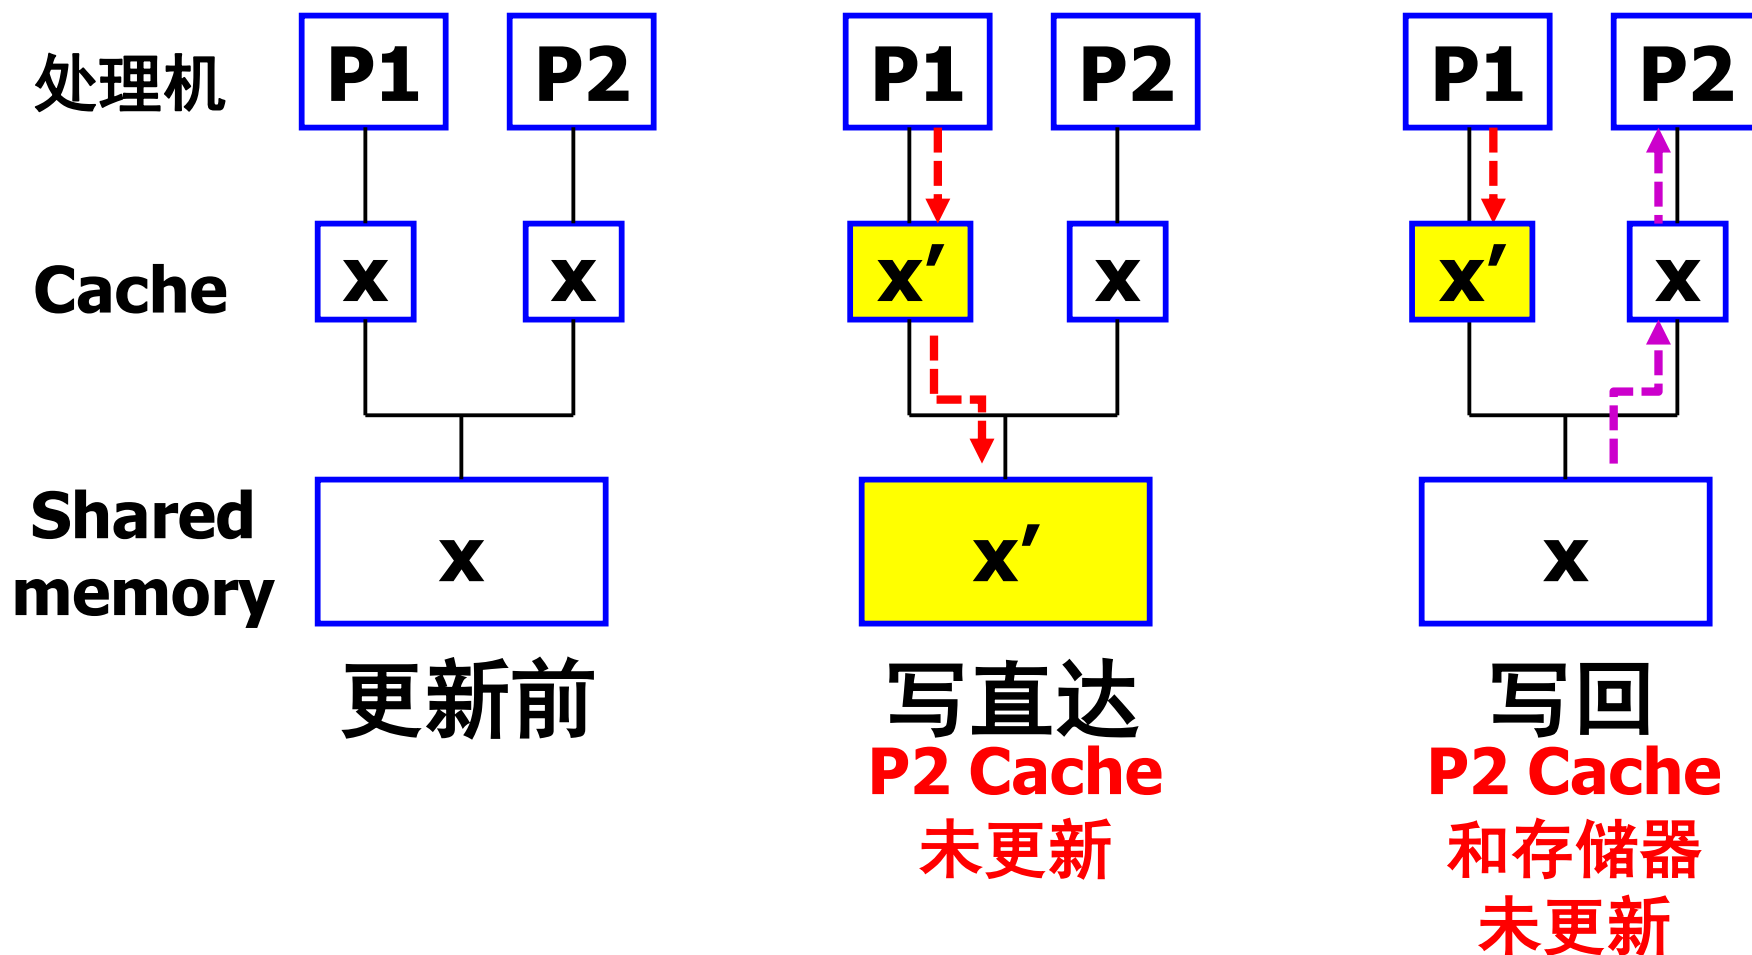 处理机 P1 P2 P1 P2 P1 P2
Cache x x x′ x x′ x
Shared
memory
x x′ x
更新前 写直达 写回
P2 Cache P2 Cache
未更新 和存储器
未更新